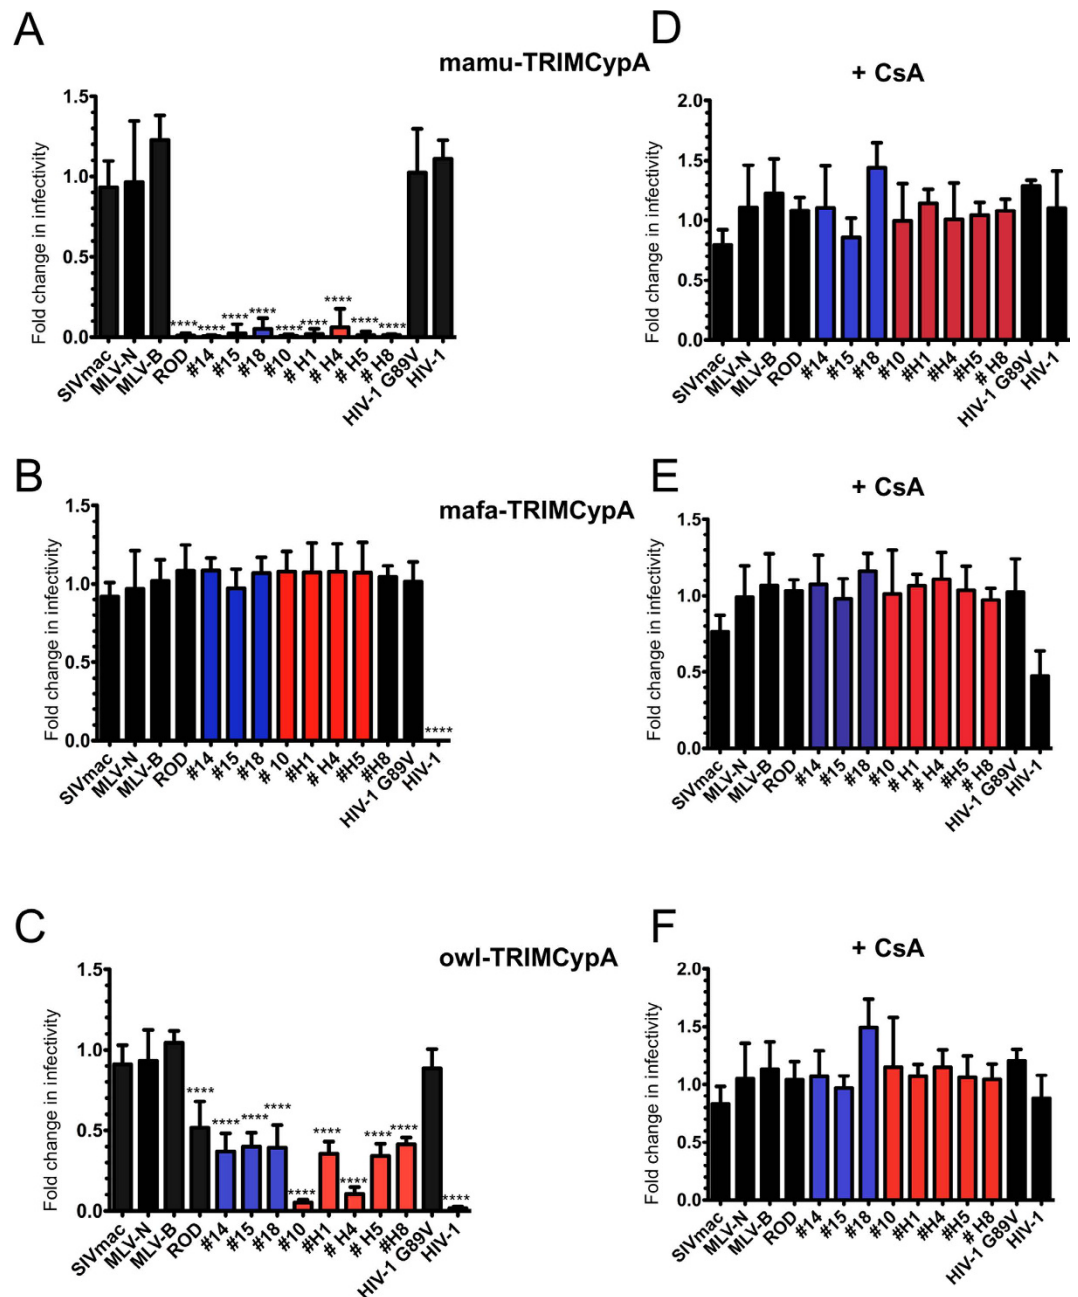 A
mamu-TRIMCypA
Fold change in infectivity
1.5
1.0
0.5
0.0
**** **** **** **** **** **** **** **** ****
SIVmac MLV-N MLV-B ROD #14 #15 #18 #10 # H1 # H4 # H5 # H8 HIV-1 G89V HIV-1
D
+ CsA
Fold change in infectivity
2.0
1.5
1.0
0.5
0.0
SIVmac MLV-N MLV-B ROD #14 #15 #18 #10 #H1 #H4 #H5 # H8 HIV-1 G89V HIV-1
B
mafa-TRIMCypA
Fold change in infectivity
1.5
1.0
0.5
0.0
****
SIVmac MLV-N MLV-B ROD #14 #15 #18 # 10 #H1 # H4 #H5 #H8 HIV-1 G89V HIV-1
E
+ CsA
Fold change in infectivity
1.5
1.0
0.5
0.0
SIVmac MLV-N MLV-B ROD #14 #15 #18 #10 # H1 # H4 #H5 # H8 HIV-1 G89V HIV-1
C
owl-TRIMCypA
Fold change in infectivity
1.5
1.0
0.5
0.0
**** **** **** **** **** **** **** **** **** ****
SIVmac MLV-N MLV-B ROD #14 #15 #18 #10 #H1 # H4 # H5 #H8 HIV-1 G89V HIV-1
F
+ CsA
Fold change in infectivity
2.0
1.5
1.0
0.5
0.0
SIVmac MLV-N MLV-B ROD #14 #15 #18 #10 #H1 #H4 #H5 # H8 HIV-1 G89V HIV-1